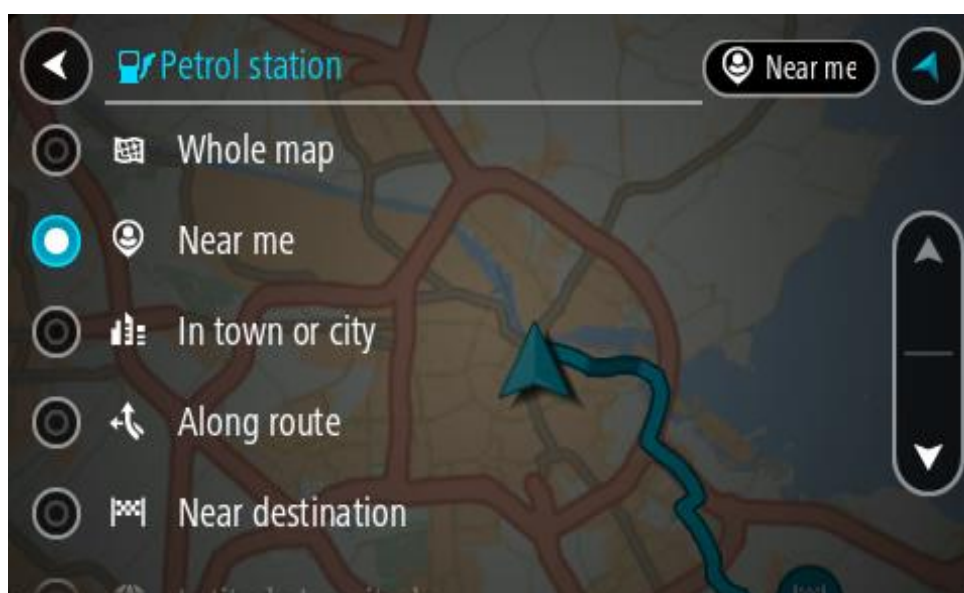 Petrol station
Near me
Whole map
Near me
In town or city
Along route
Near destination